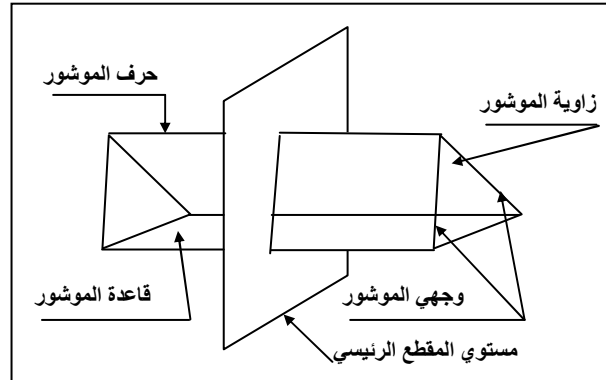 حرف الموشور
زاوية الموشور
قاعدة الموشور
وجهي الموشور
مستوي المقطع الرئيسي